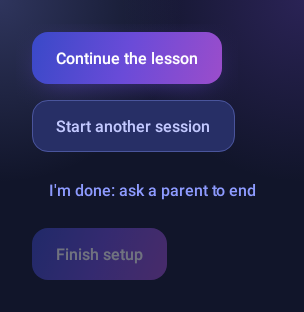 Continue the lesson
Start another session
I'm done: ask a parent to end
Finish setup